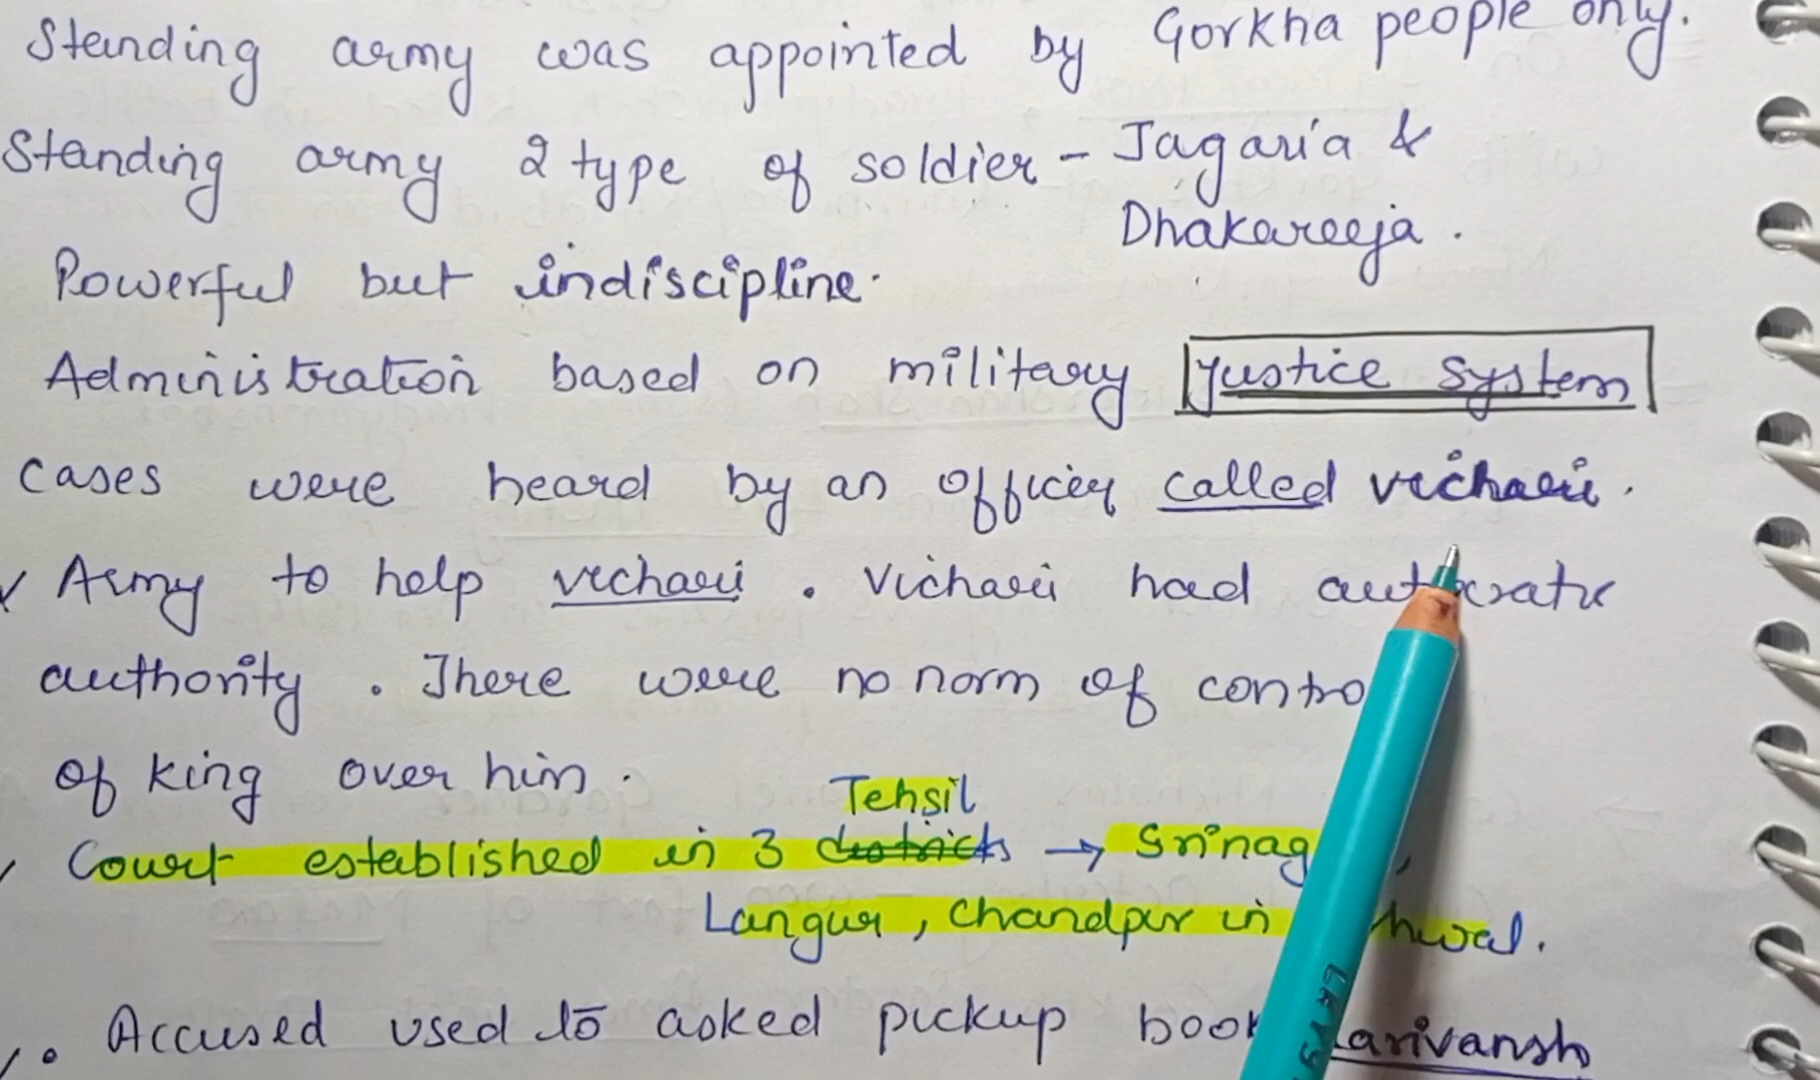 Standing army was appointed by Gorkha people only.
Standing army 2 type of soldier - Jagaria &
Dhakareeja.
Powerful but indiscipline.
Administration based on military justice system
Cases were heard by an officer called vichari.
Army to help vichari. Vichari had
authority. There were no norm of
of king over him.
Tehsil
Court established in 3 districts →
Langur, Chandpur in
Accused used to asked pickup